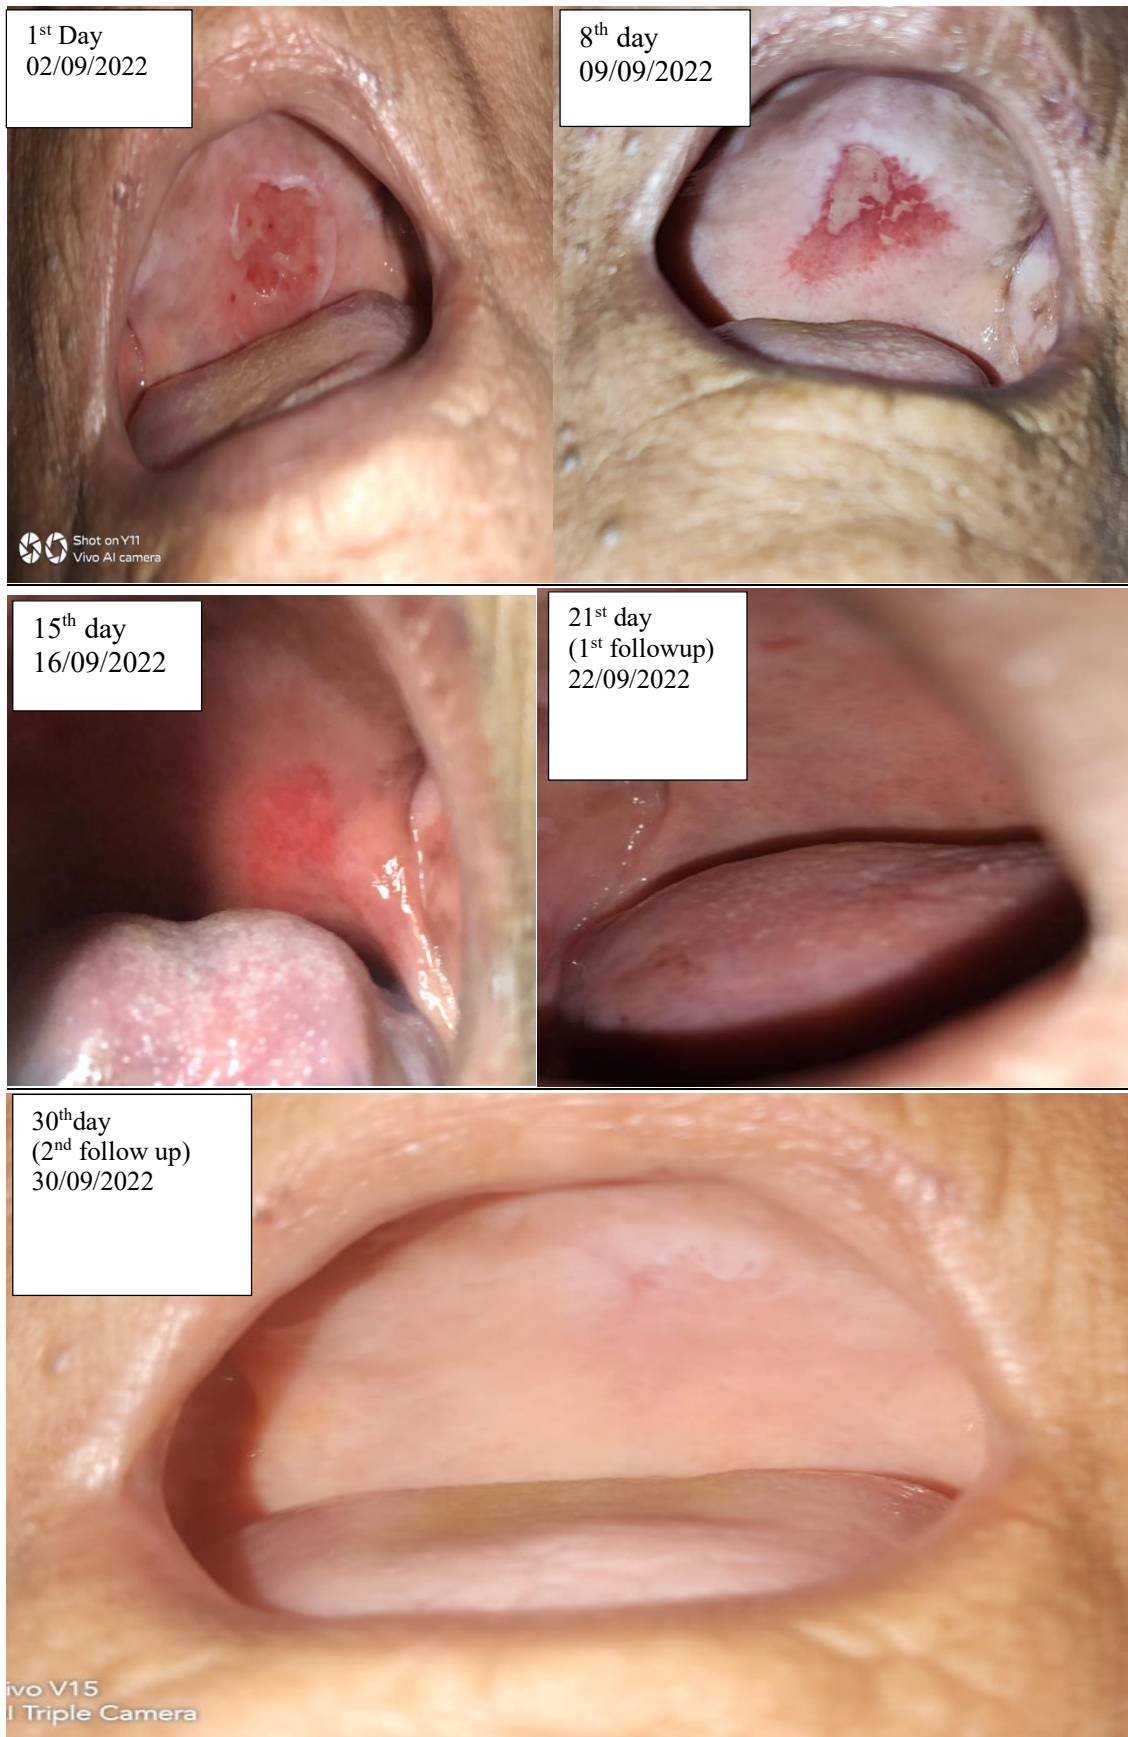 1st Day
02/09/2022
8th day
09/09/2022
Shot on Y11
Vivo AI camera
15th day
16/09/2022
21st day
(1st followup)
22/09/2022
30thday
(2nd follow up)
30/09/2022
ivo V15
I Triple Camera